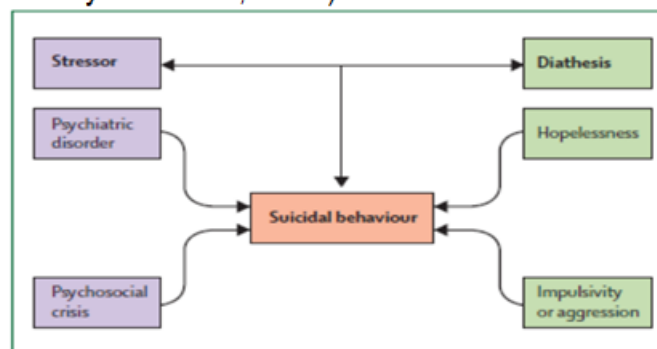 Stressor
Diathesis
Psychiatric
disorder
Hopelessness
Suicidal behaviour
Psychosocial
crisis
Impulsivity
or aggression